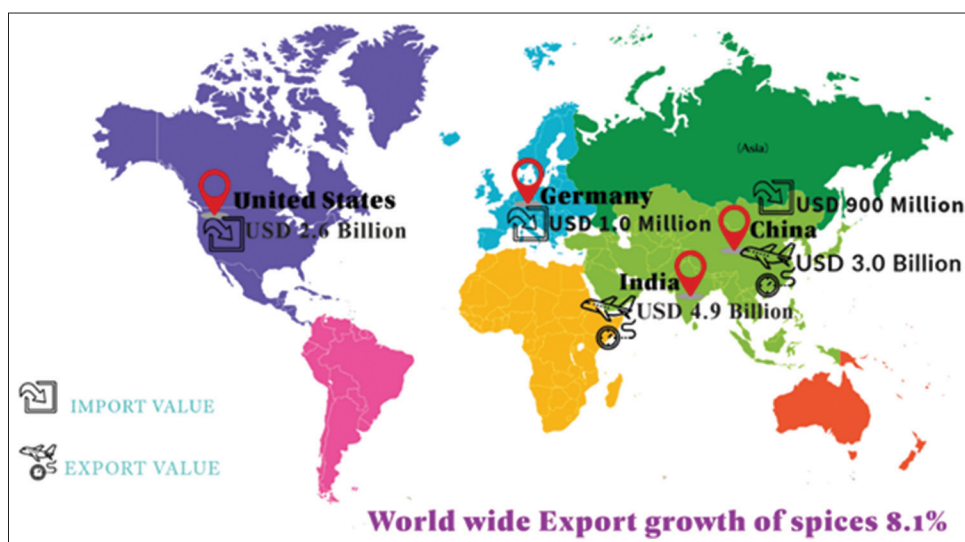 (Asia)
United States
USD 2.6 Billion
Germany
USD 1.0 Million
USD 900 Million
China
USD 3.0 Billion
India
USD 4.9 Billion
IMPORT VALUE
EXPORT VALUE
World wide Export growth of spices 8.1%